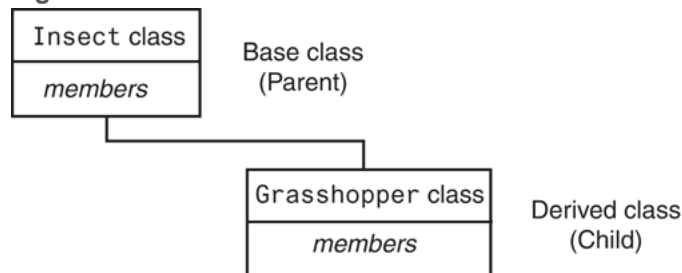 Insect class
members
Base class
(Parent)
Grasshopper class
members
Derived class
(Child)